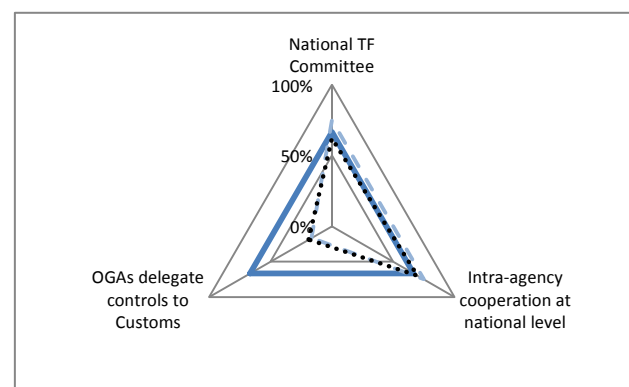 National TF
Committee
100%
50%
0%
OGAs delegate
controls to
Customs
Intra-agency
cooperation at
national level